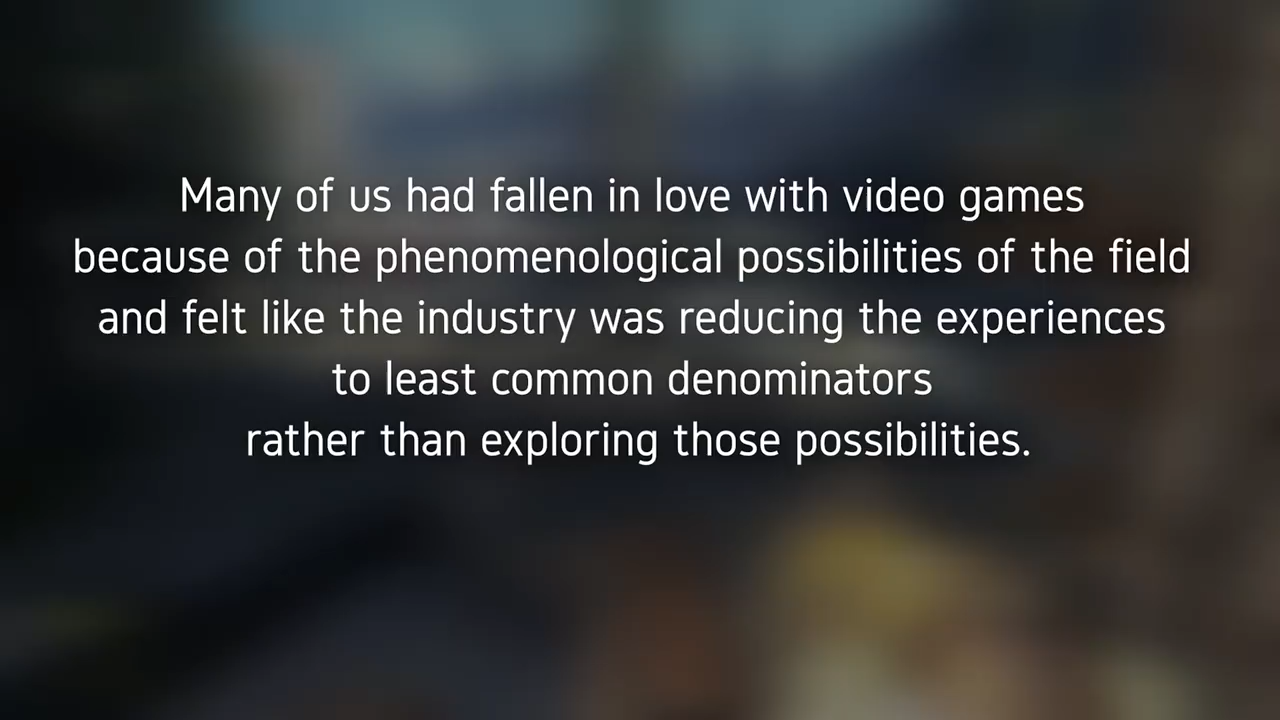 Many of us had fallen in love with video games
because of the phenomenological possibilities of the field
and felt like the industry was reducing the experiences
to least common denominators
rather than exploring those possibilities.